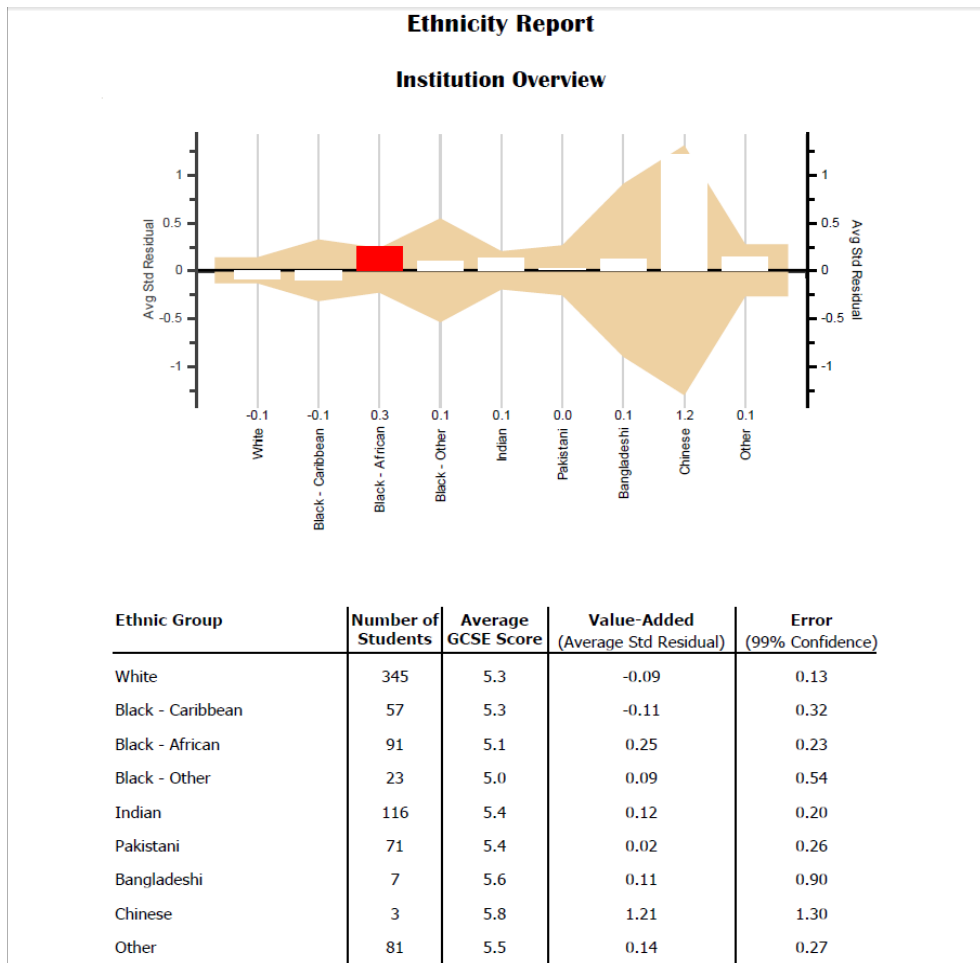 Ethnicity Report
Institution Overview
Avg Std Residual
1
0.5
0
-0.5
-1
1
0.5
0
-0.5
-1
Avg Std Residual
-0.1 -0.1 0.3 0.1 0.1 0.0 0.1 1.2 0.1
White
Black - Caribbean
Black - African
Black - Other
Indian
Pakistani
Bangladeshi
Chinese
Other
Ethnic Group Number of Students Average GCSE Score Value-Added (Average Std Residual) Error (99% Confidence)
White 345 5.3 -0.09 0.13
Black - Caribbean 57 5.3 -0.11 0.32
Black - African 91 5.1 0.25 0.23
Black - Other 23 5.0 0.09 0.54
Indian 116 5.4 0.12 0.20
Pakistani 71 5.4 0.02 0.26
Bangladeshi 7 5.6 0.11 0.90
Chinese 3 5.8 1.21 1.30
Other 81 5.5 0.14 0.27